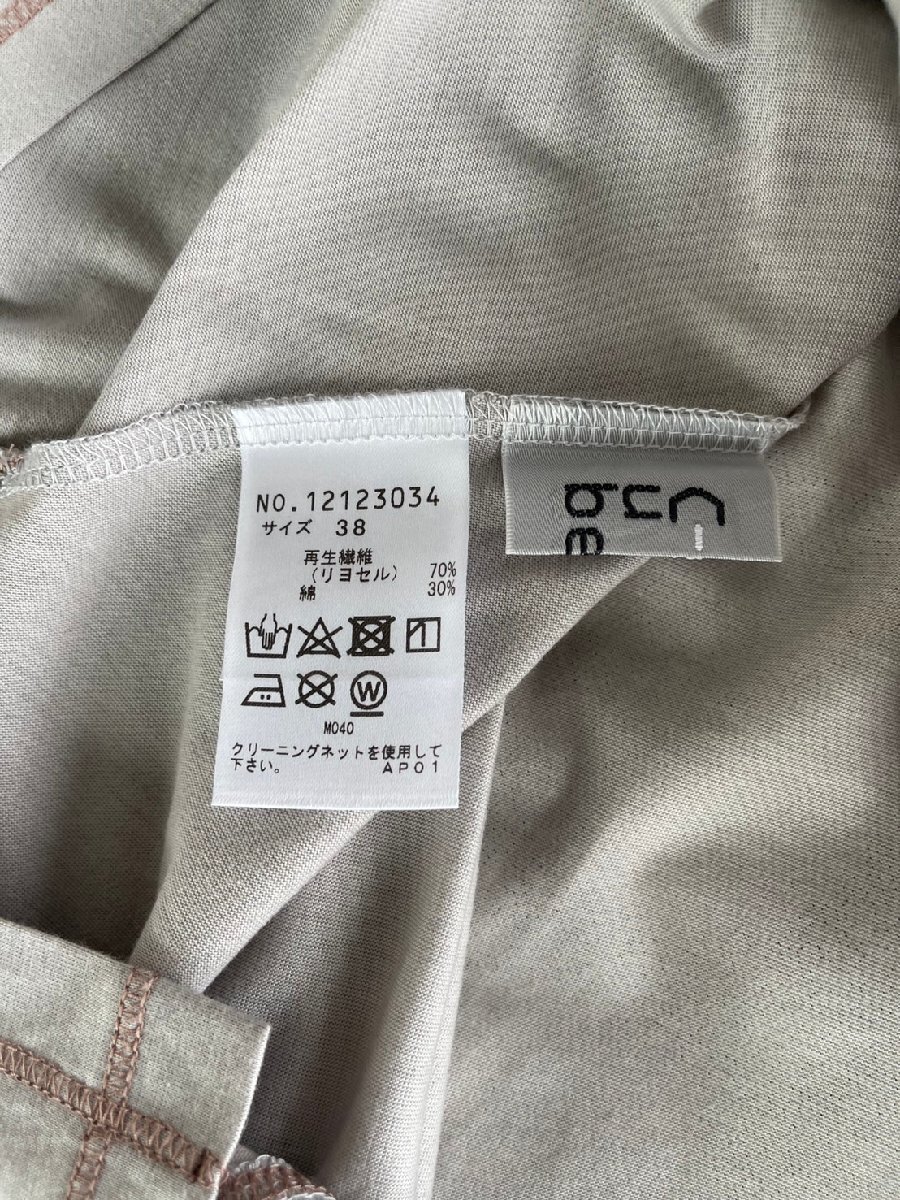 NO.12123034
サイズ 38
再生繊維
(リヨセル) 70%
綿 30%
W
M040
クリーニングネットを使用して
下さい。 AP01